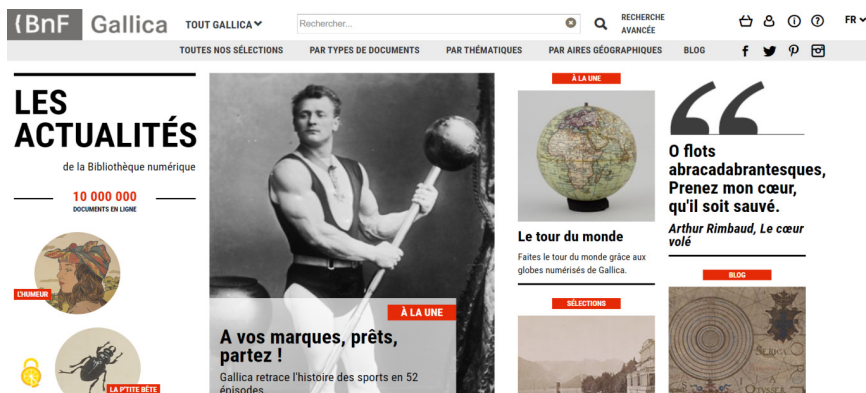 {BnF Gallica
TOUT GALLICA
Rechercher...
RECHERCHE
AVANCÉE
FR
TOUTES NOS SÉLECTIONS
PAR TYPES DE DOCUMENTS
PAR THÉMATIQUES
PAR AIRES GÉOGRAPHIQUES
BLOG
LES
ACTUALITÉS
de la Bibliothèque numérique
10 000 000
DOCUMENTS EN LIGNE
L'HUMEUR
LA P'TITE BÊTE
À LA UNE
A vos marques, prêts,
partez !
Gallica retrace l'histoire des sports en 52
épisodes
À LA UNE
Le tour du monde
Faites le tour du monde grâce aux
globes numérisés de Gallica.
SÉLECTIONS
O flots
abracadabrantesques,
Prenez mon cœur,
qu'il soit sauvé.
Arthur Rimbaud, Le cœur
volé
BLOG